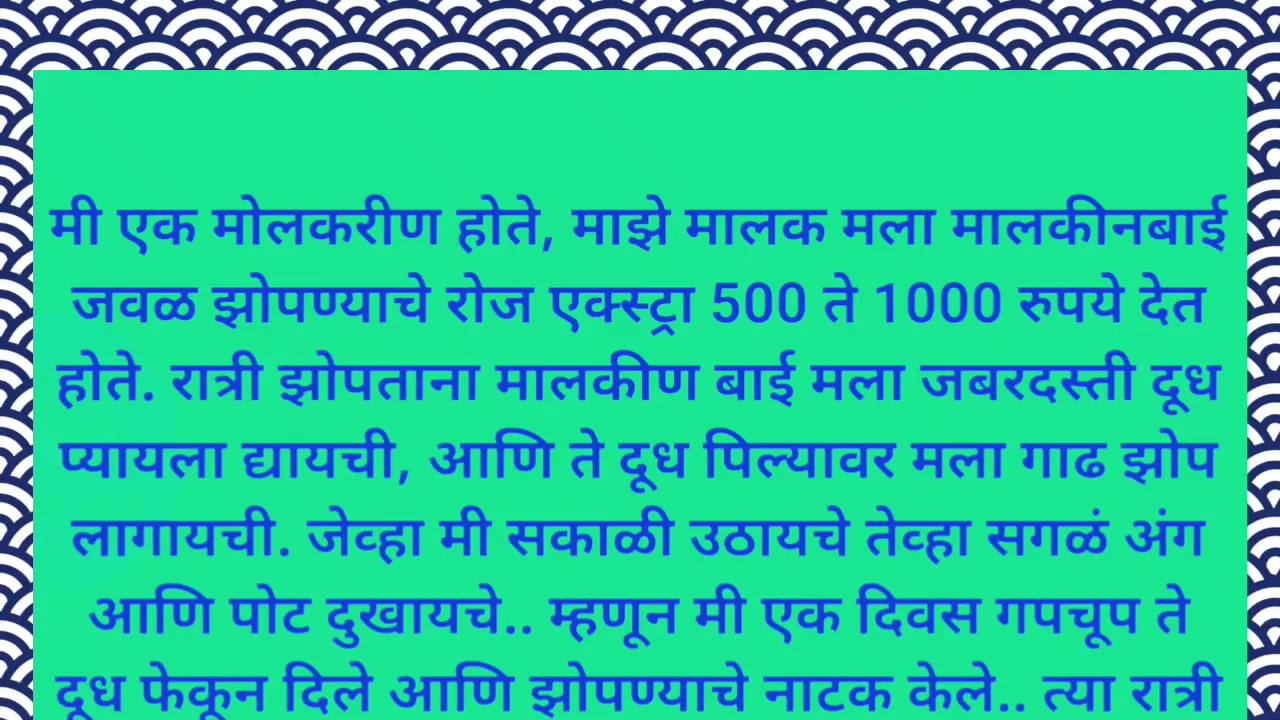 मी एक मोलकरीण होते, माझे मालक मला मालकीनबाई
जवळ झोपण्याचे रोज एक्स्ट्रा 500 ते 1000 रुपये देत
होते. रात्री झोपताना मालकीण बाई मला जबरदस्ती दूध
प्यायला द्यायची, आणि ते दूध पिल्यावर मला गाढ झोप
लागायची. जेव्हा मी सकाळी उठायचे तेव्हा सगळं अंग
आणि पोट दुखायचे.. म्हणून मी एक दिवस गपचूप ते
दूध फेकून दिले आणि झोपण्याचे नाटक केले.. त्या रात्री